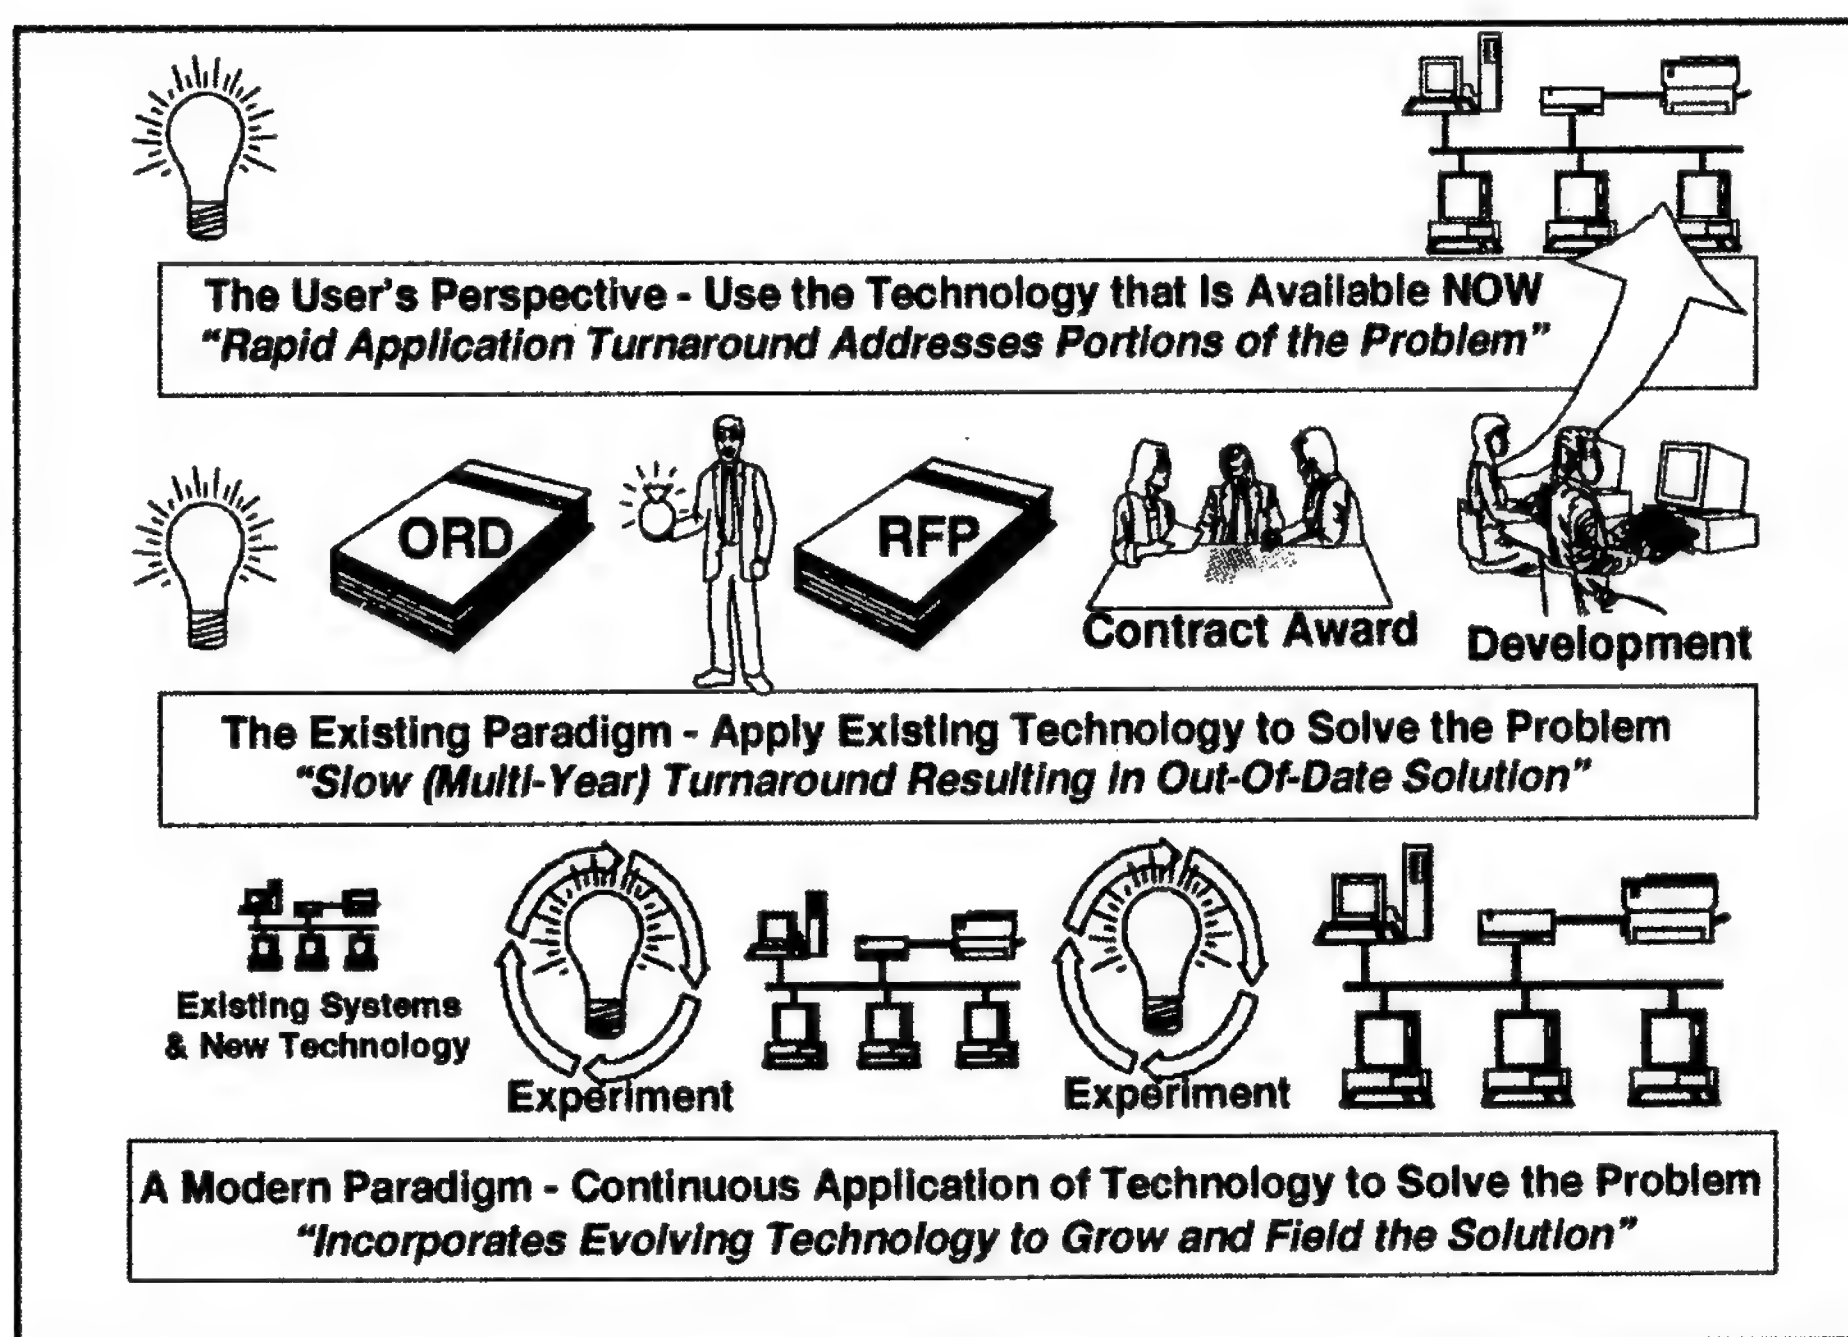 The User's Perspective - Use the Technology that Is Available NOW
"Rapid Application Turnaround Addresses Portions of the Problem"
ORD
RFP
Contract Award
Development
The Existing Paradigm - Apply Existing Technology to Solve the Problem
"Slow (Multi-Year) Turnaround Resulting in Out-Of-Date Solution"
Existing Systems
& New Technology
Experiment
Experiment
A Modern Paradigm - Continuous Application of Technology to Solve the Problem
"Incorporates Evolving Technology to Grow and Field the Solution"